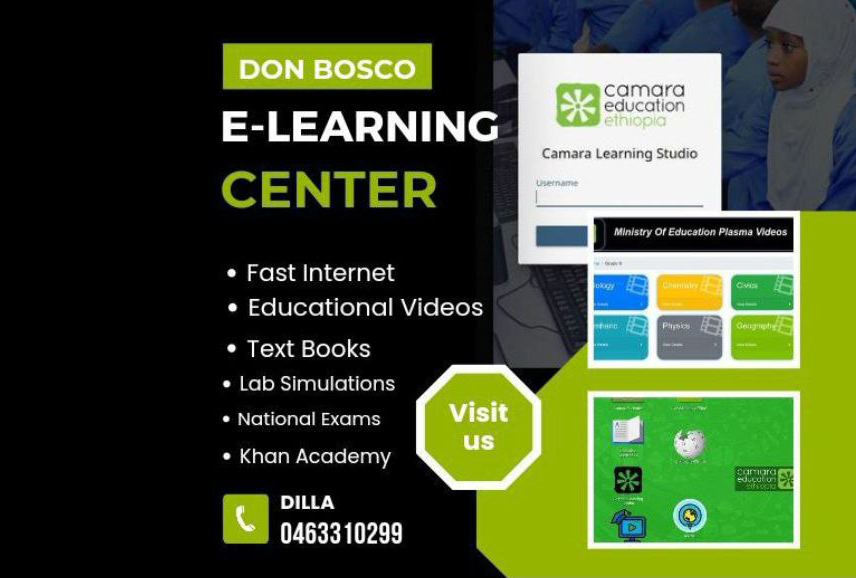 DON BOSCO
E-LEARNING
CENTER
• Fast Internet
• Educational Videos
• Text Books
• Lab Simulations
• National Exams
• Khan Academy
DILLA
0463310299
Visit
us
camara
education
ethiopia
Camara Learning Studio
Username
Ministry Of Education Plasma Videos
Chemistry
Civics
Physics
Geography
camara
education
ethiopia